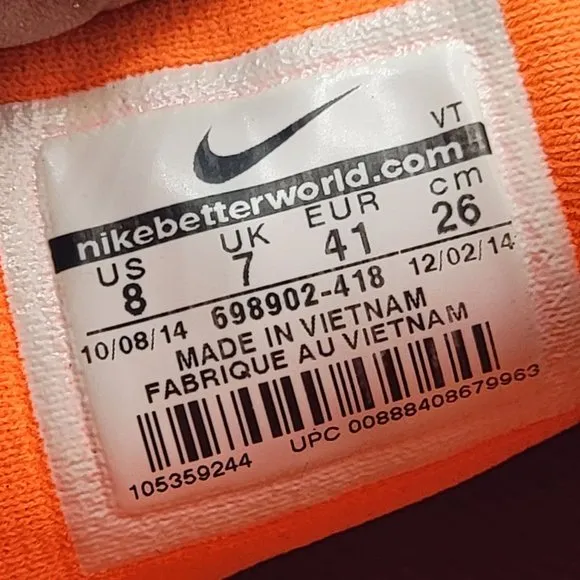 VT
nikebetterworld.com
US UK EUR cm
8 7 41 26
10/08/14 698902-418 12/02/14
MADE IN VIETNAM
FABRIQUE AU VIETNAM
UPC 00888408679963
105359244